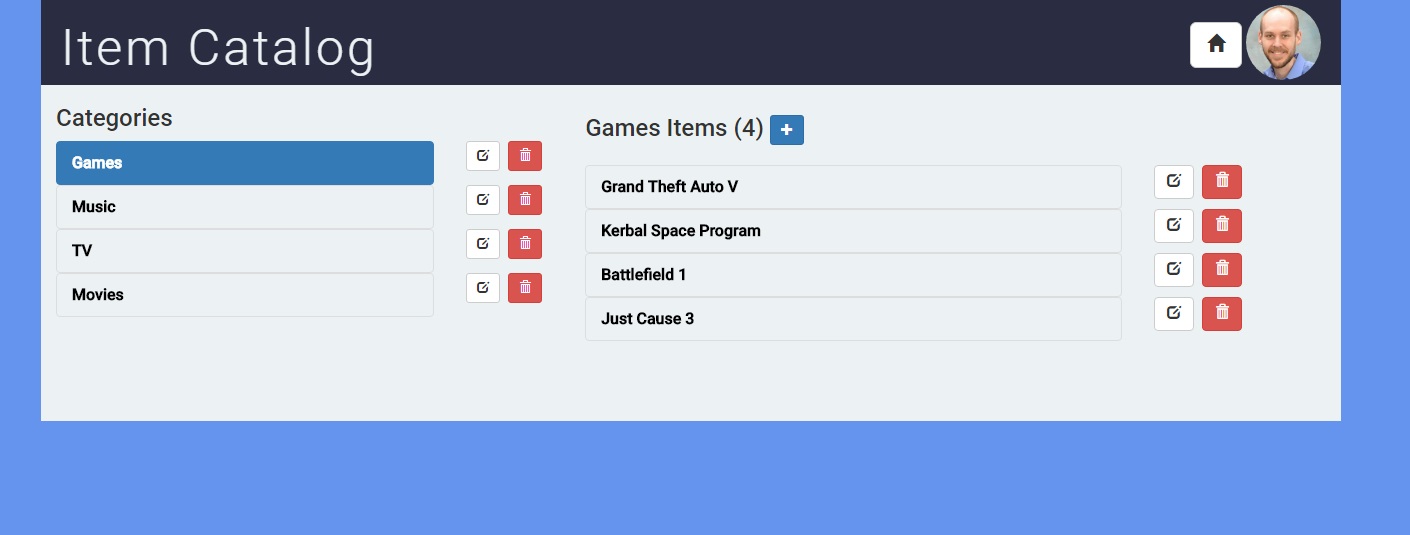 Item Catalog
Categories
Games
Music
TV
Movies
Games Items (4)
Grand Theft Auto V
Kerbal Space Program
Battlefield 1
Just Cause 3